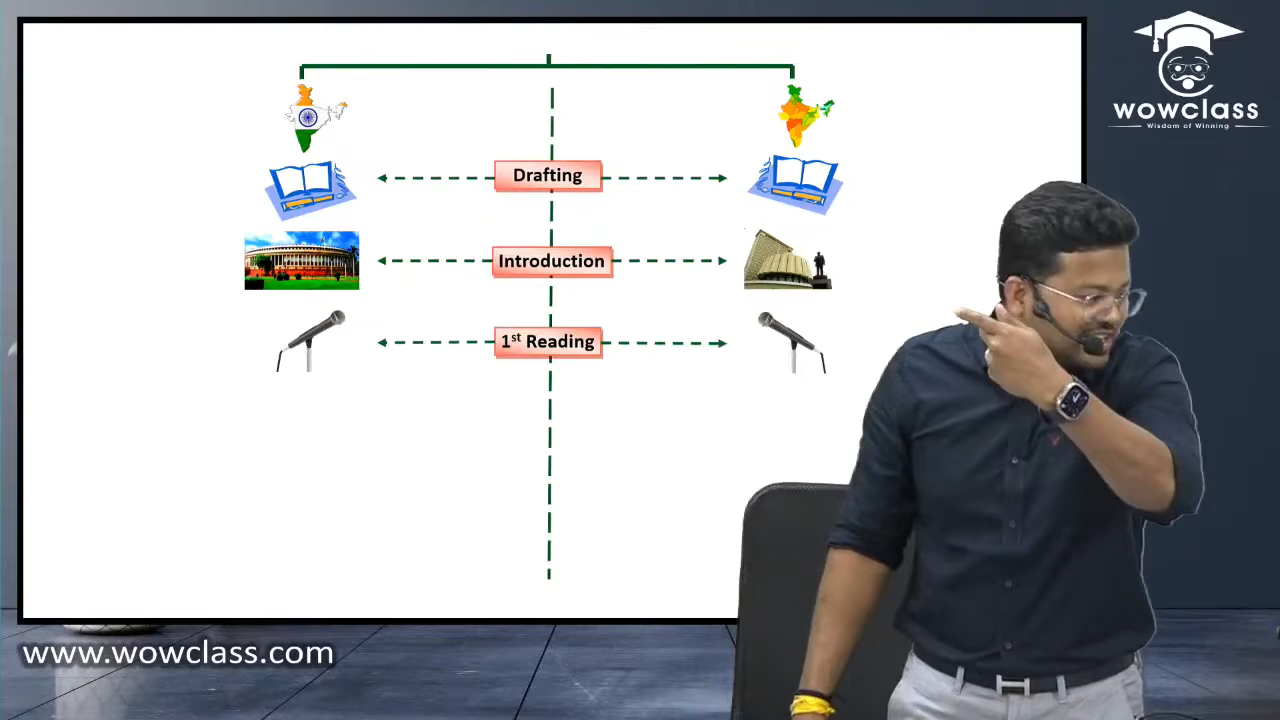 wowclass
Wisdom of Winning
Drafting
Introduction
1st Reading
www.wowclass.com